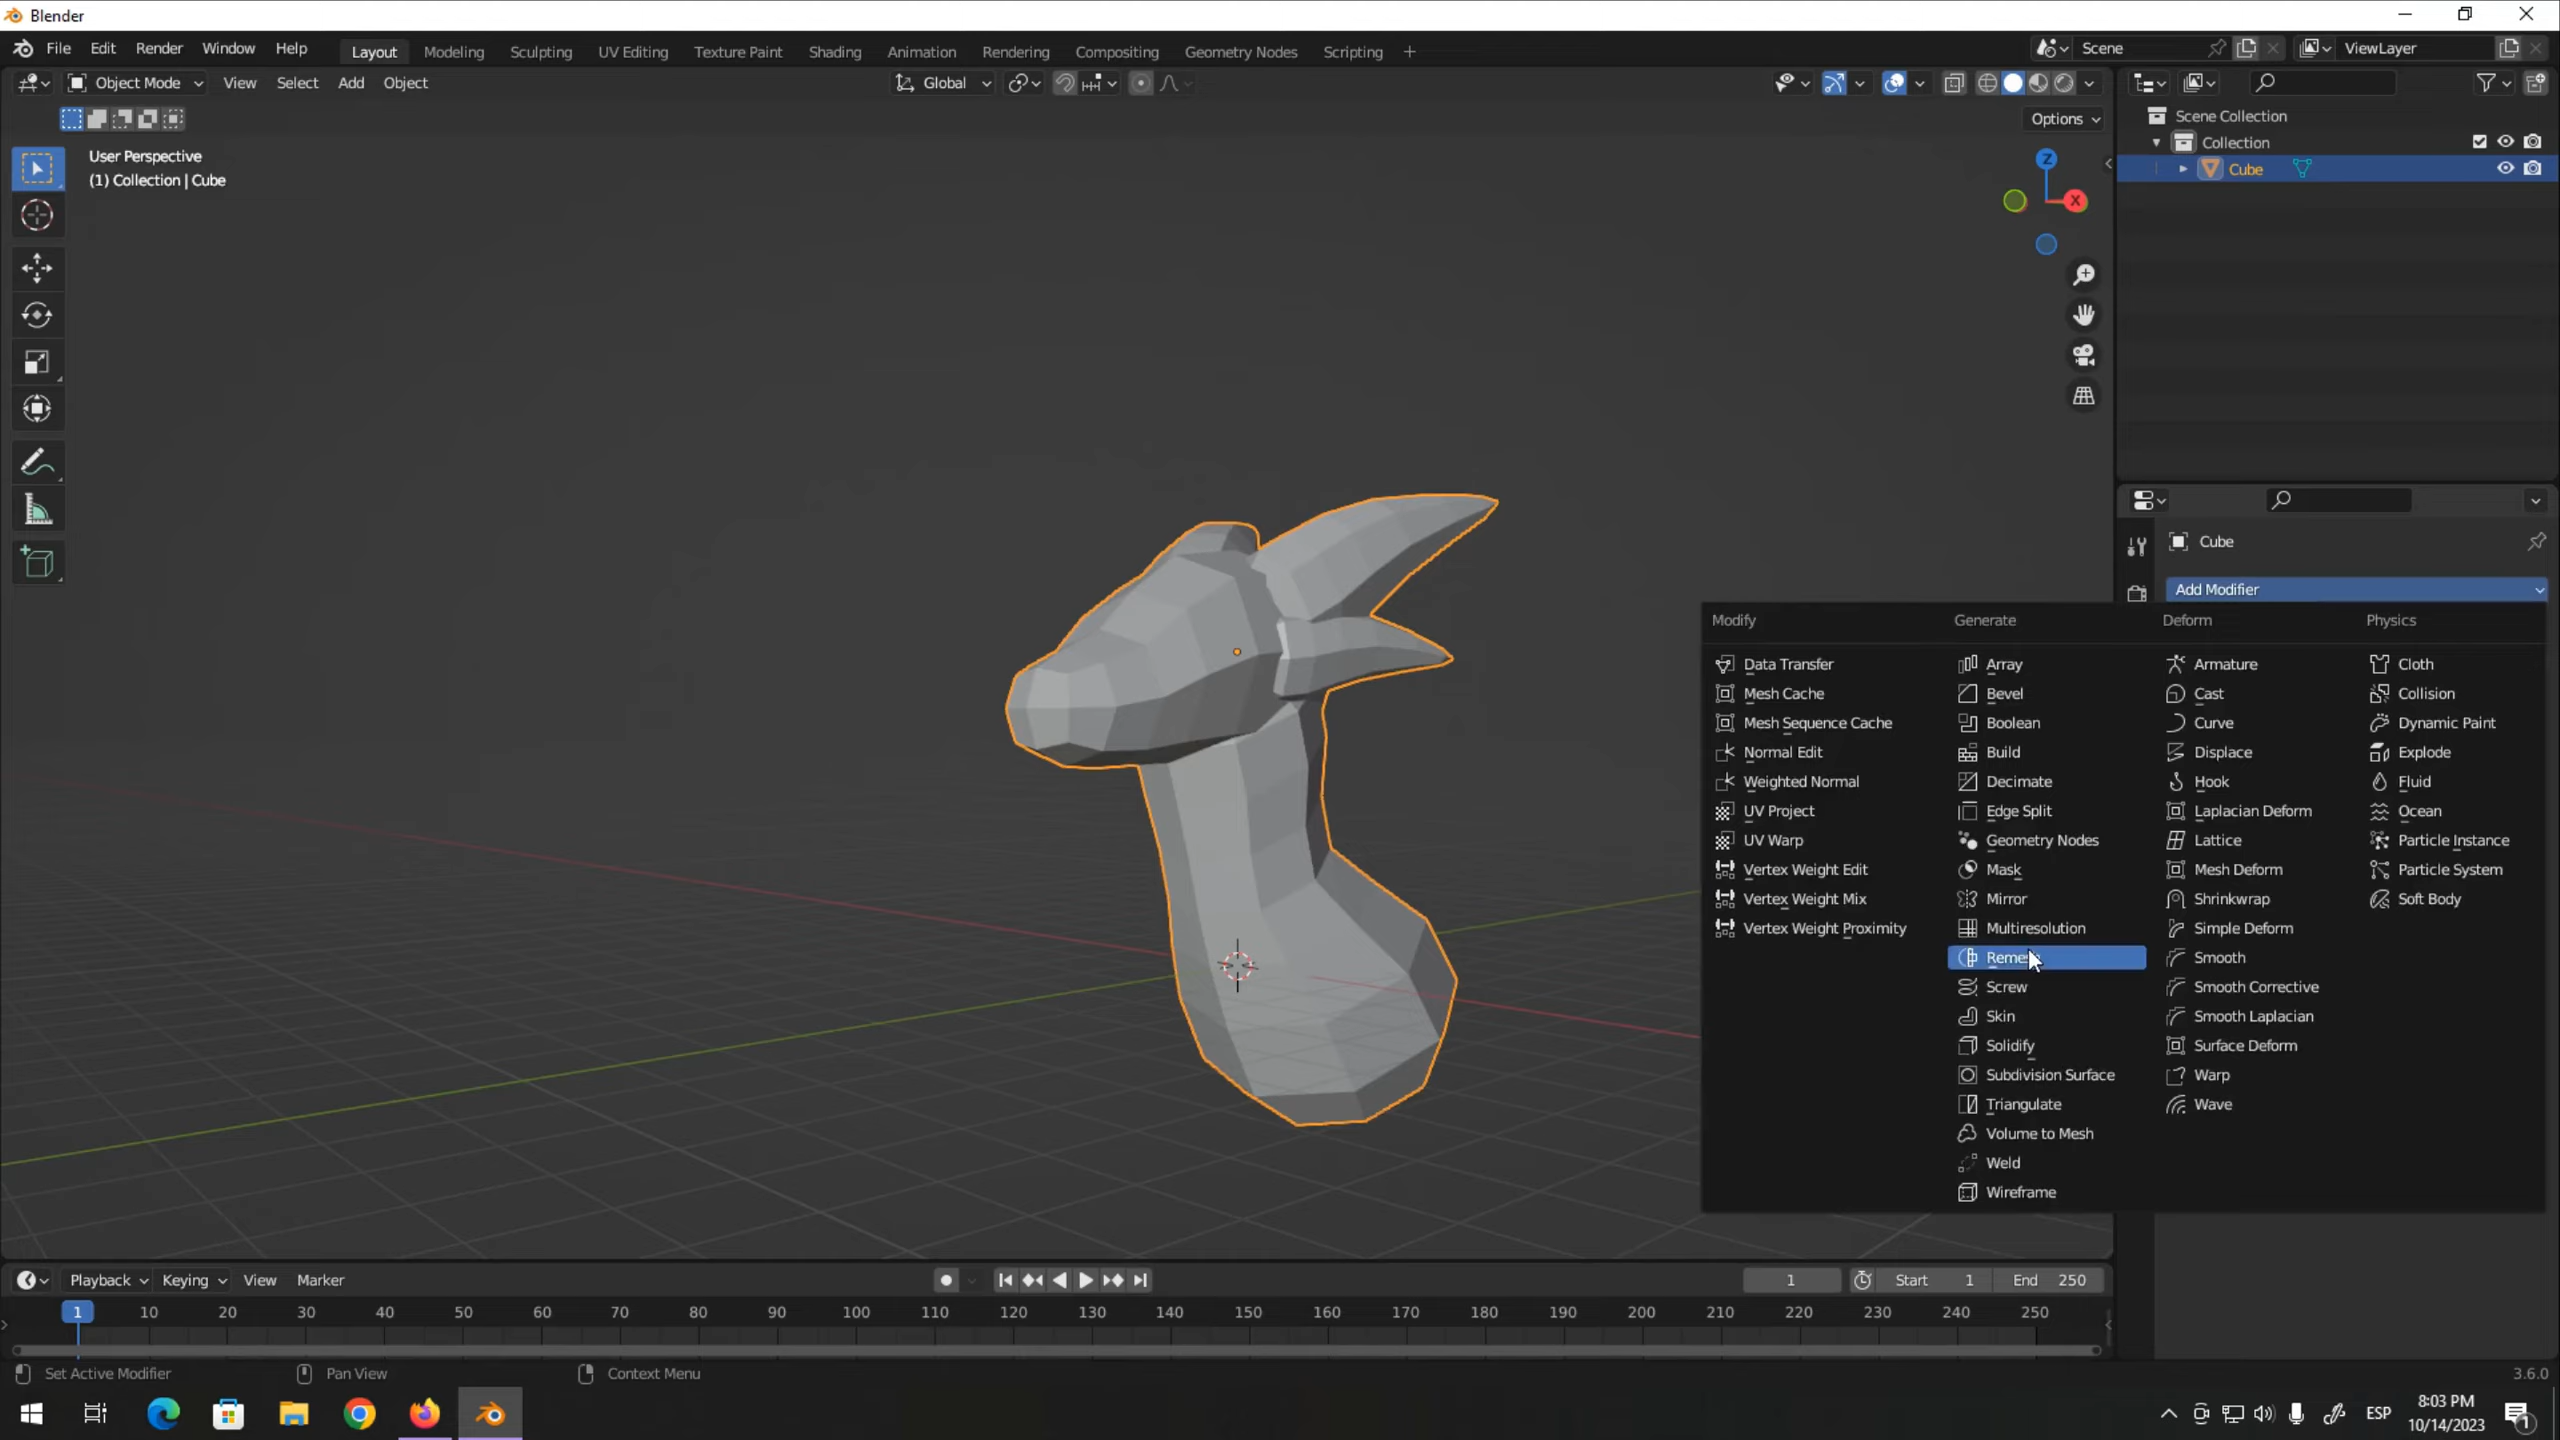 Blender
File Edit Render Window Help Layout Modeling Sculpting UV Editing Texture Paint Shading Animation Rendering Compositing Geometry Nodes Scripting + Scene ViewLayer
Object Mode View Select Add Object Global
Options
User Perspective
(1) Collection | Cube
Z
X
Scene Collection
Collection
Cube
Cube
Add Modifier
Modify Generate Deform Physics
Data Transfer Array Armature Cloth
Mesh Cache Bevel Cast Collision
Mesh Sequence Cache Boolean Curve Dynamic Paint
Normal Edit Build Displace Explode
Weighted Normal Decimate Hook Fluid
UV Project Edge Split Laplacian Deform Ocean
UV Warp Geometry Nodes Lattice Particle Instance
Vertex Weight Edit Mask Mesh Deform Particle System
Vertex Weight Mix Mirror Shrinkwrap Soft Body
Vertex Weight Proximity Multiresolution Simple Deform
Smooth
Screw Smooth Corrective
Skin Smooth Laplacian
Solidify Surface Deform
Subdivision Surface Warp
Triangulate Wave
Volume to Mesh
Weld
Wireframe
Playback Keying View Marker 1 Start 1 End 250
1 10 20 30 40 50 60 70 80 90 100 110 120 130 140 150 160 170 180 190 200 210 220 230 240 250
Set Active Modifier Pan View Context Menu 3.6.0
ESP 8:03 PM
10/14/2023 1